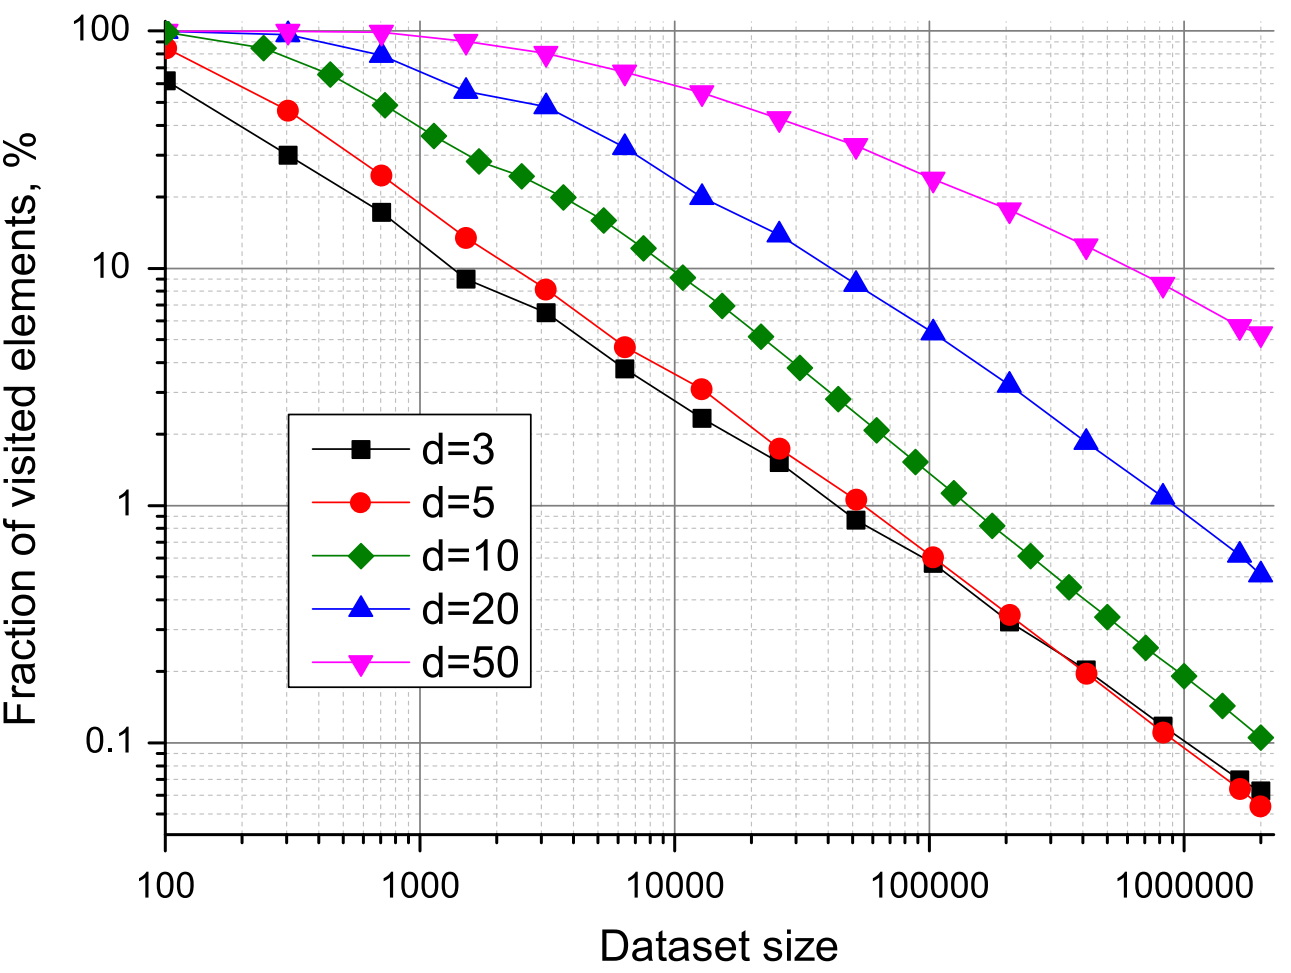 Fraction of visited elements, %
100
10
1
0.1
d=3
d=5
d=10
d=20
d=50
100 1000 10000 100000 1000000
Dataset size